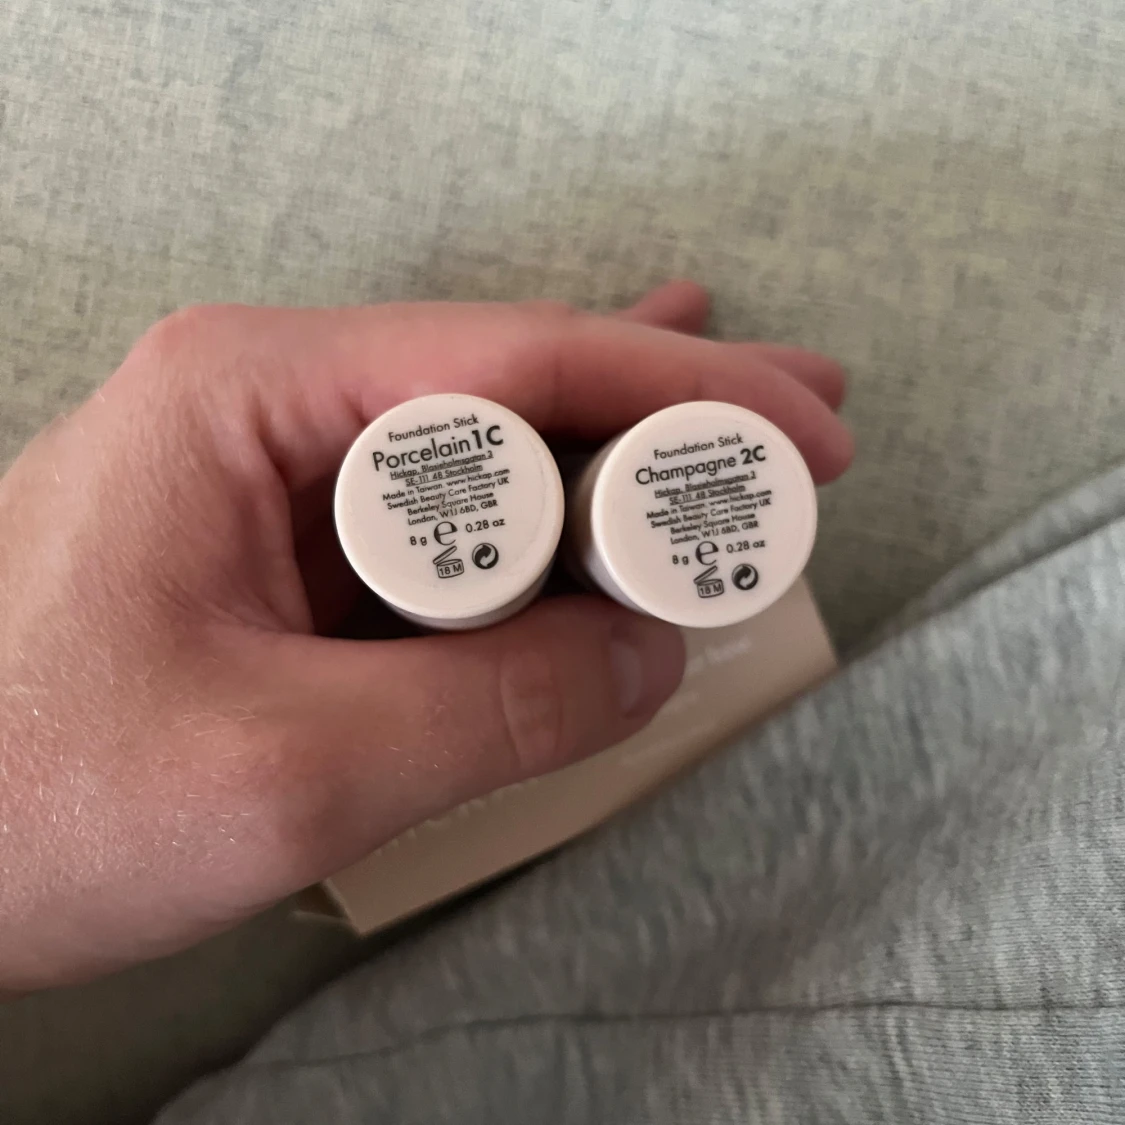 Foundation Stick
Porcelain 1C
Hickap, Blasieholmsgatan 3
SE-111 48 Stockholm
Made in Taiwan. www.hickap.com
Swedish Beauty Care Factory UK
Berkeley Square House
London, W1J 6BD, GBR
8 g e 0.28 oz
18 M
Foundation Stick
Champagne 2C
Hickap, Blasieholmsgatan 3
SE-111 48 Stockholm
Made in Taiwan. www.hickap.com
Swedish Beauty Care Factory UK
Berkeley Square House
London, W1J 6BD, GBR
8 g e 0.28 oz
18 M